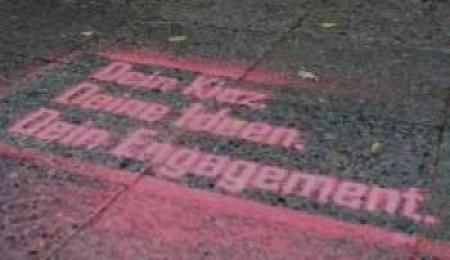 Dein Kiez.
Deine Ideen.
Dein Engagement.